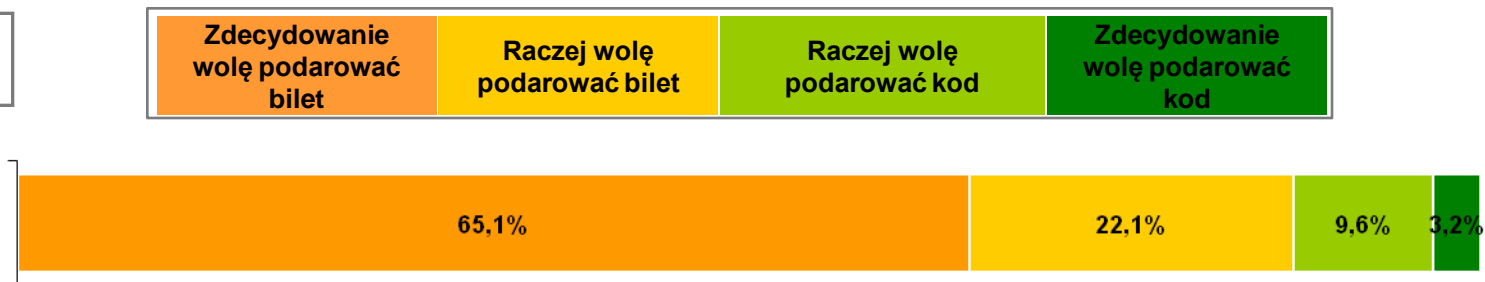 Zdecydowanie
wolę podarować
bilet
Raczej wolę
podarować bilet
Raczej wolę
podarować kod
Zdecydowanie
wolę podarować
kod
65,1%
22,1%
9,6%
3,2%